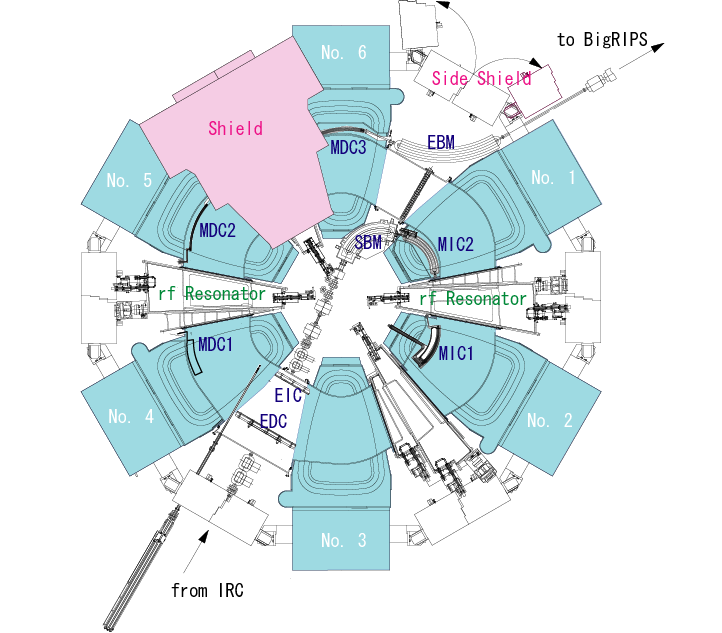 to BigRIPS
No. 6
Side Shield
Shield
MDC3
EBM
No. 5
No. 1
MDC2
SBM
MIC2
rf Resonator
rf Resonator
MDC1
MIC1
EIC
EDC
No. 4
No. 2
No. 3
from IRC